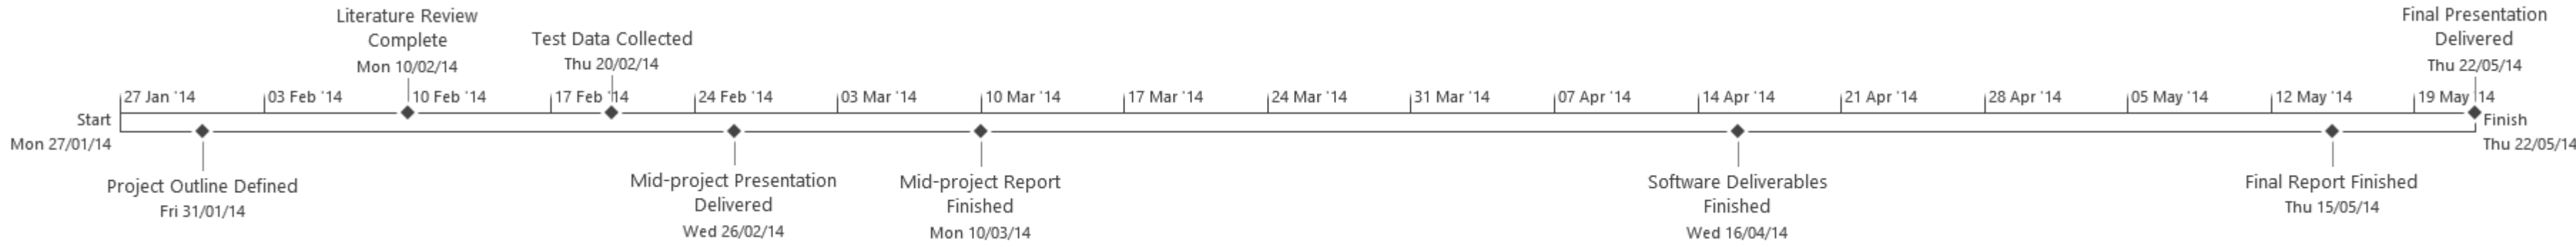 Literature Review
Complete
Mon 10/02/14
Test Data Collected
Thu 20/02/14
Final Presentation
Delivered
Thu 22/05/14
27 Jan '14
03 Feb '14
10 Feb '14
17 Feb '14
24 Feb '14
03 Mar '14
10 Mar '14
17 Mar '14
24 Mar '14
31 Mar '14
07 Apr '14
14 Apr '14
21 Apr '14
28 Apr '14
05 May '14
12 May '14
19 May '14
Start
Mon 27/01/14
Finish
Thu 22/05/14
Project Outline Defined
Fri 31/01/14
Mid-project Presentation
Delivered
Wed 26/02/14
Mid-project Report
Finished
Mon 10/03/14
Software Deliverables
Finished
Wed 16/04/14
Final Report Finished
Thu 15/05/14